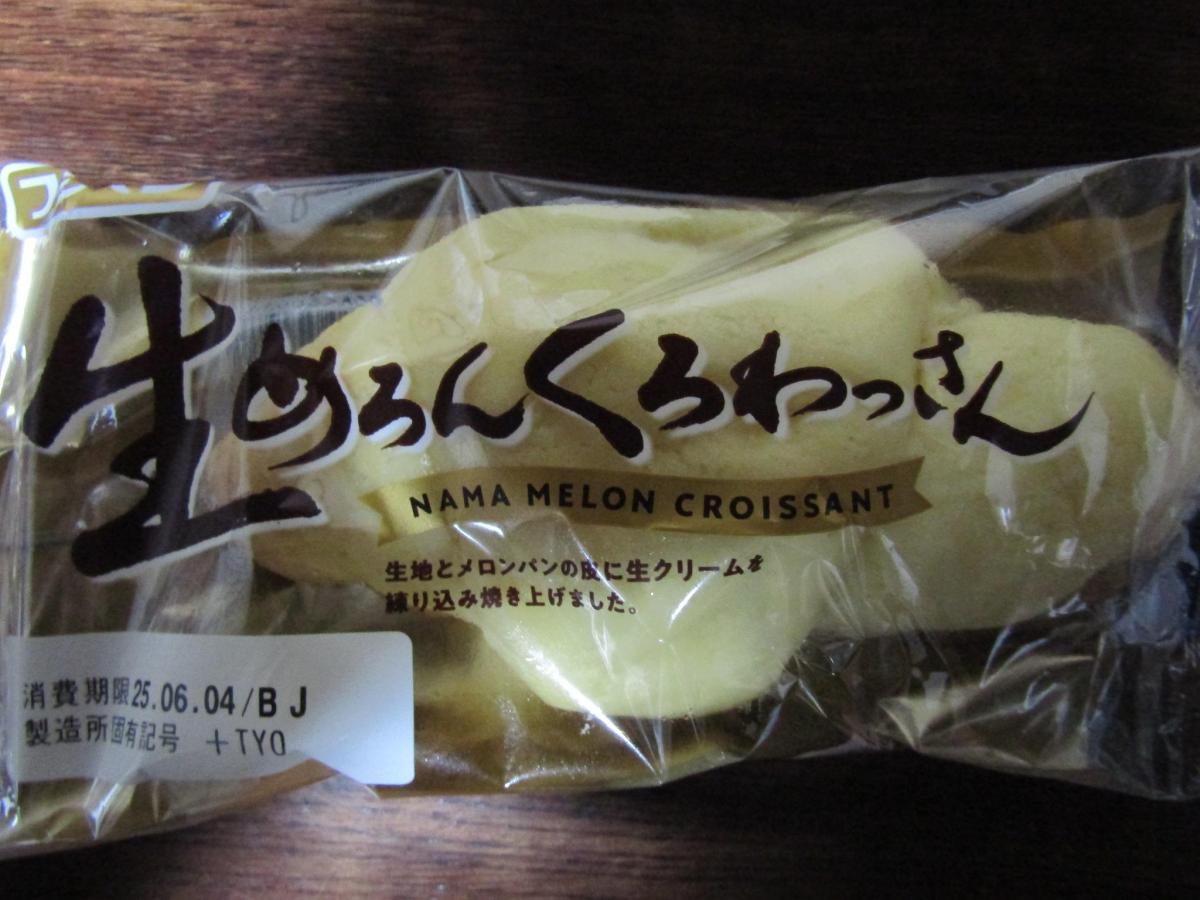 生めろんくろわっさん
NAMA MELON CROISSANT
生地とメロンパンの皮に生クリームを
練り込み焼き上げました。
消費期限25.06.04/BJ
製造所固有記号 +TYO